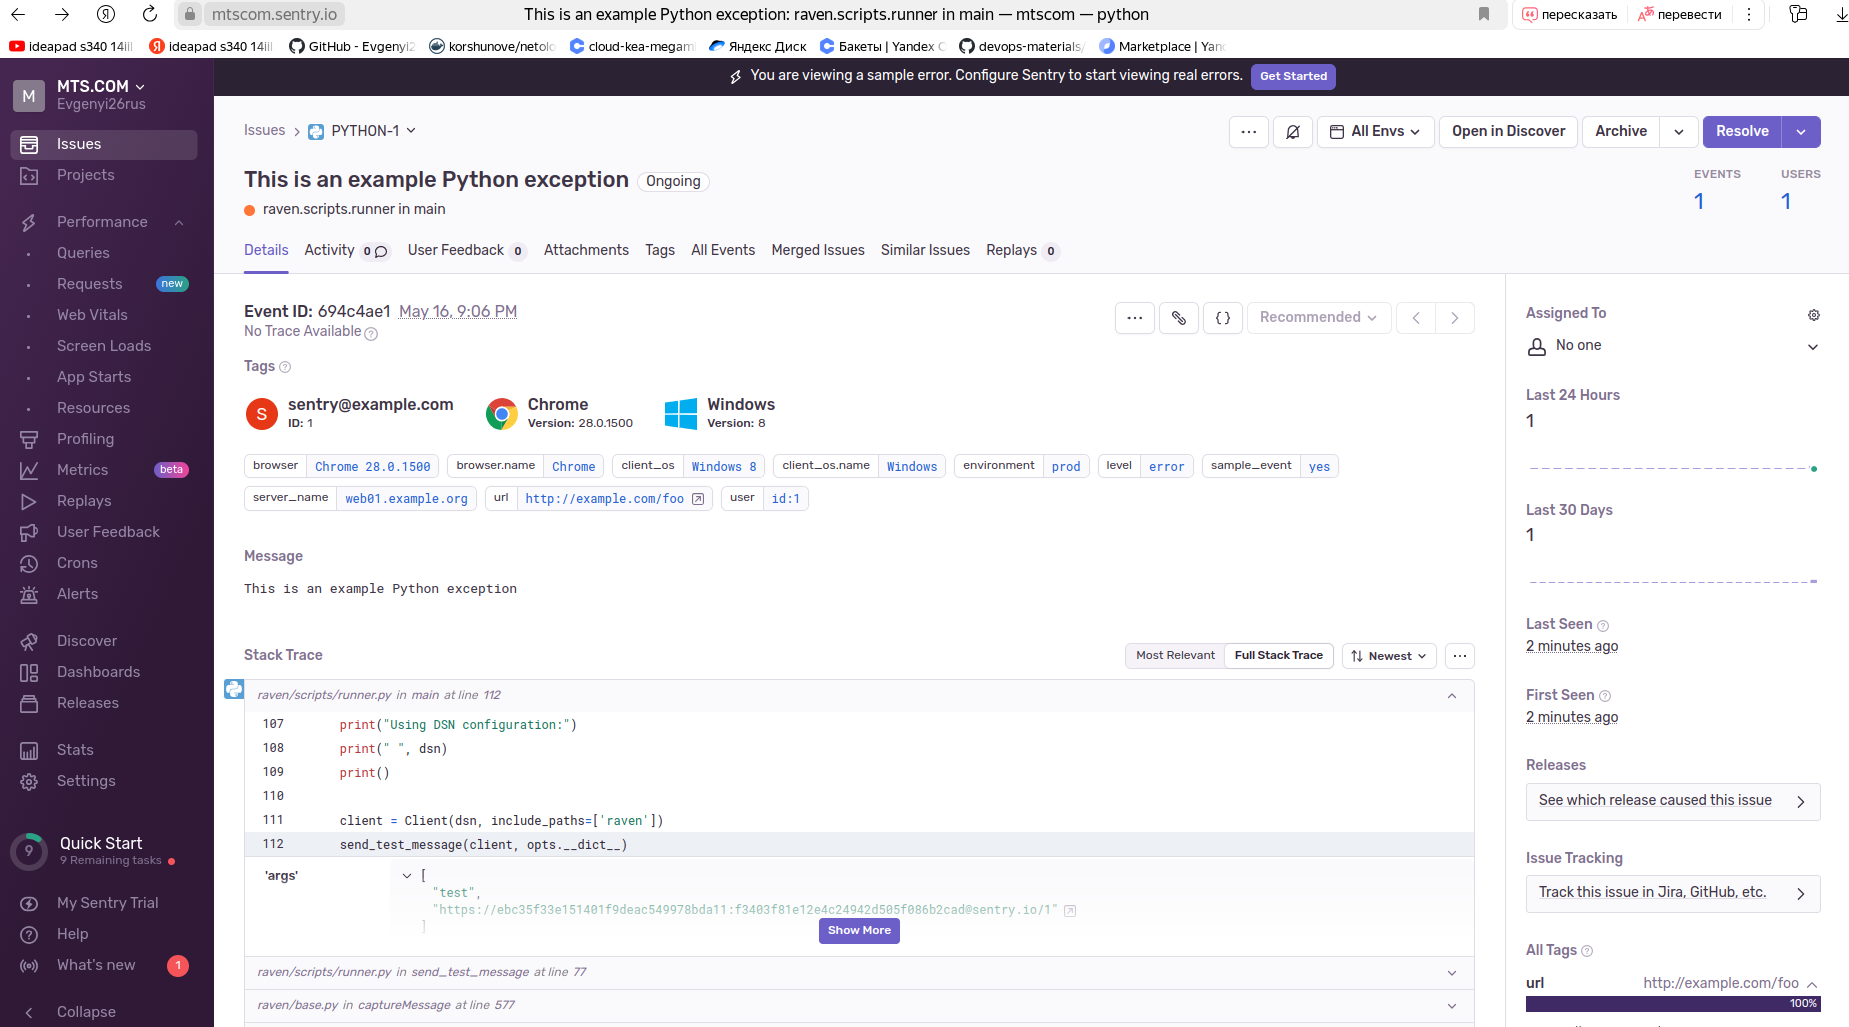 mtscom.sentry.io
This is an example Python exception: raven.scripts.runner in main — mtscom — python
пересказать
перевести
ideapad s340 14iil
ideapad s340 14iil
GitHub - Evgenyi2
korshunove/netolo
cloud-kea-megam
Яндекс Диск
Бакеты | Yandex C
devops-materials/
Marketplace | Yan
You are viewing a sample error. Configure Sentry to start viewing real errors.
Get Started
M
MTS.COM
Evgenyi26rus
Issues
Projects
Performance
Queries
Requests
new
Web Vitals
Screen Loads
App Starts
Resources
Profiling
Metrics
beta
Replays
User Feedback
Crons
Alerts
Discover
Dashboards
Releases
Stats
Settings
9
Quick Start
9 Remaining tasks
My Sentry Trial
Help
What's new
1
Collapse
Issues > PYTHON-1
All Envs
Open in Discover
Archive
Resolve
This is an example Python exception
Ongoing
raven.scripts.runner in main
EVENTS
1
USERS
1
Details
Activity 0
User Feedback 0
Attachments
Tags
All Events
Merged Issues
Similar Issues
Replays 0
Event ID: 694c4ae1 May 16, 9:06 PM
No Trace Available
Recommended
Tags
S
sentry@example.com
ID: 1
Chrome
Version: 28.0.1500
Windows
Version: 8
browser Chrome 28.0.1500
browser.name Chrome
client_os Windows 8
client_os.name Windows
environment prod
level error
sample_event yes
server_name web01.example.org
url http://example.com/foo
user id:1
Message
This is an example Python exception
Stack Trace
Most Relevant
Full Stack Trace
Newest
raven/scripts/runner.py in main at line 112
107 print("Using DSN configuration:")
108 print(" ", dsn)
109 print()
110
111 client = Client(dsn, include_paths=['raven'])
112 send_test_message(client, opts.__dict__)
'args'
[
"test",
"https://ebc35f33e151401f9deac549978bda11:f3403f81e12e4c24942d505f086b2cad@sentry.io/1"
]
Show More
raven/scripts/runner.py in send_test_message at line 77
raven/base.py in captureMessage at line 577
Assigned To
No one
Last 24 Hours
1
Last 30 Days
1
Last Seen
2 minutes ago
First Seen
2 minutes ago
Releases
See which release caused this issue
Issue Tracking
Track this issue in Jira, GitHub, etc.
All Tags
url http://example.com/foo
100%